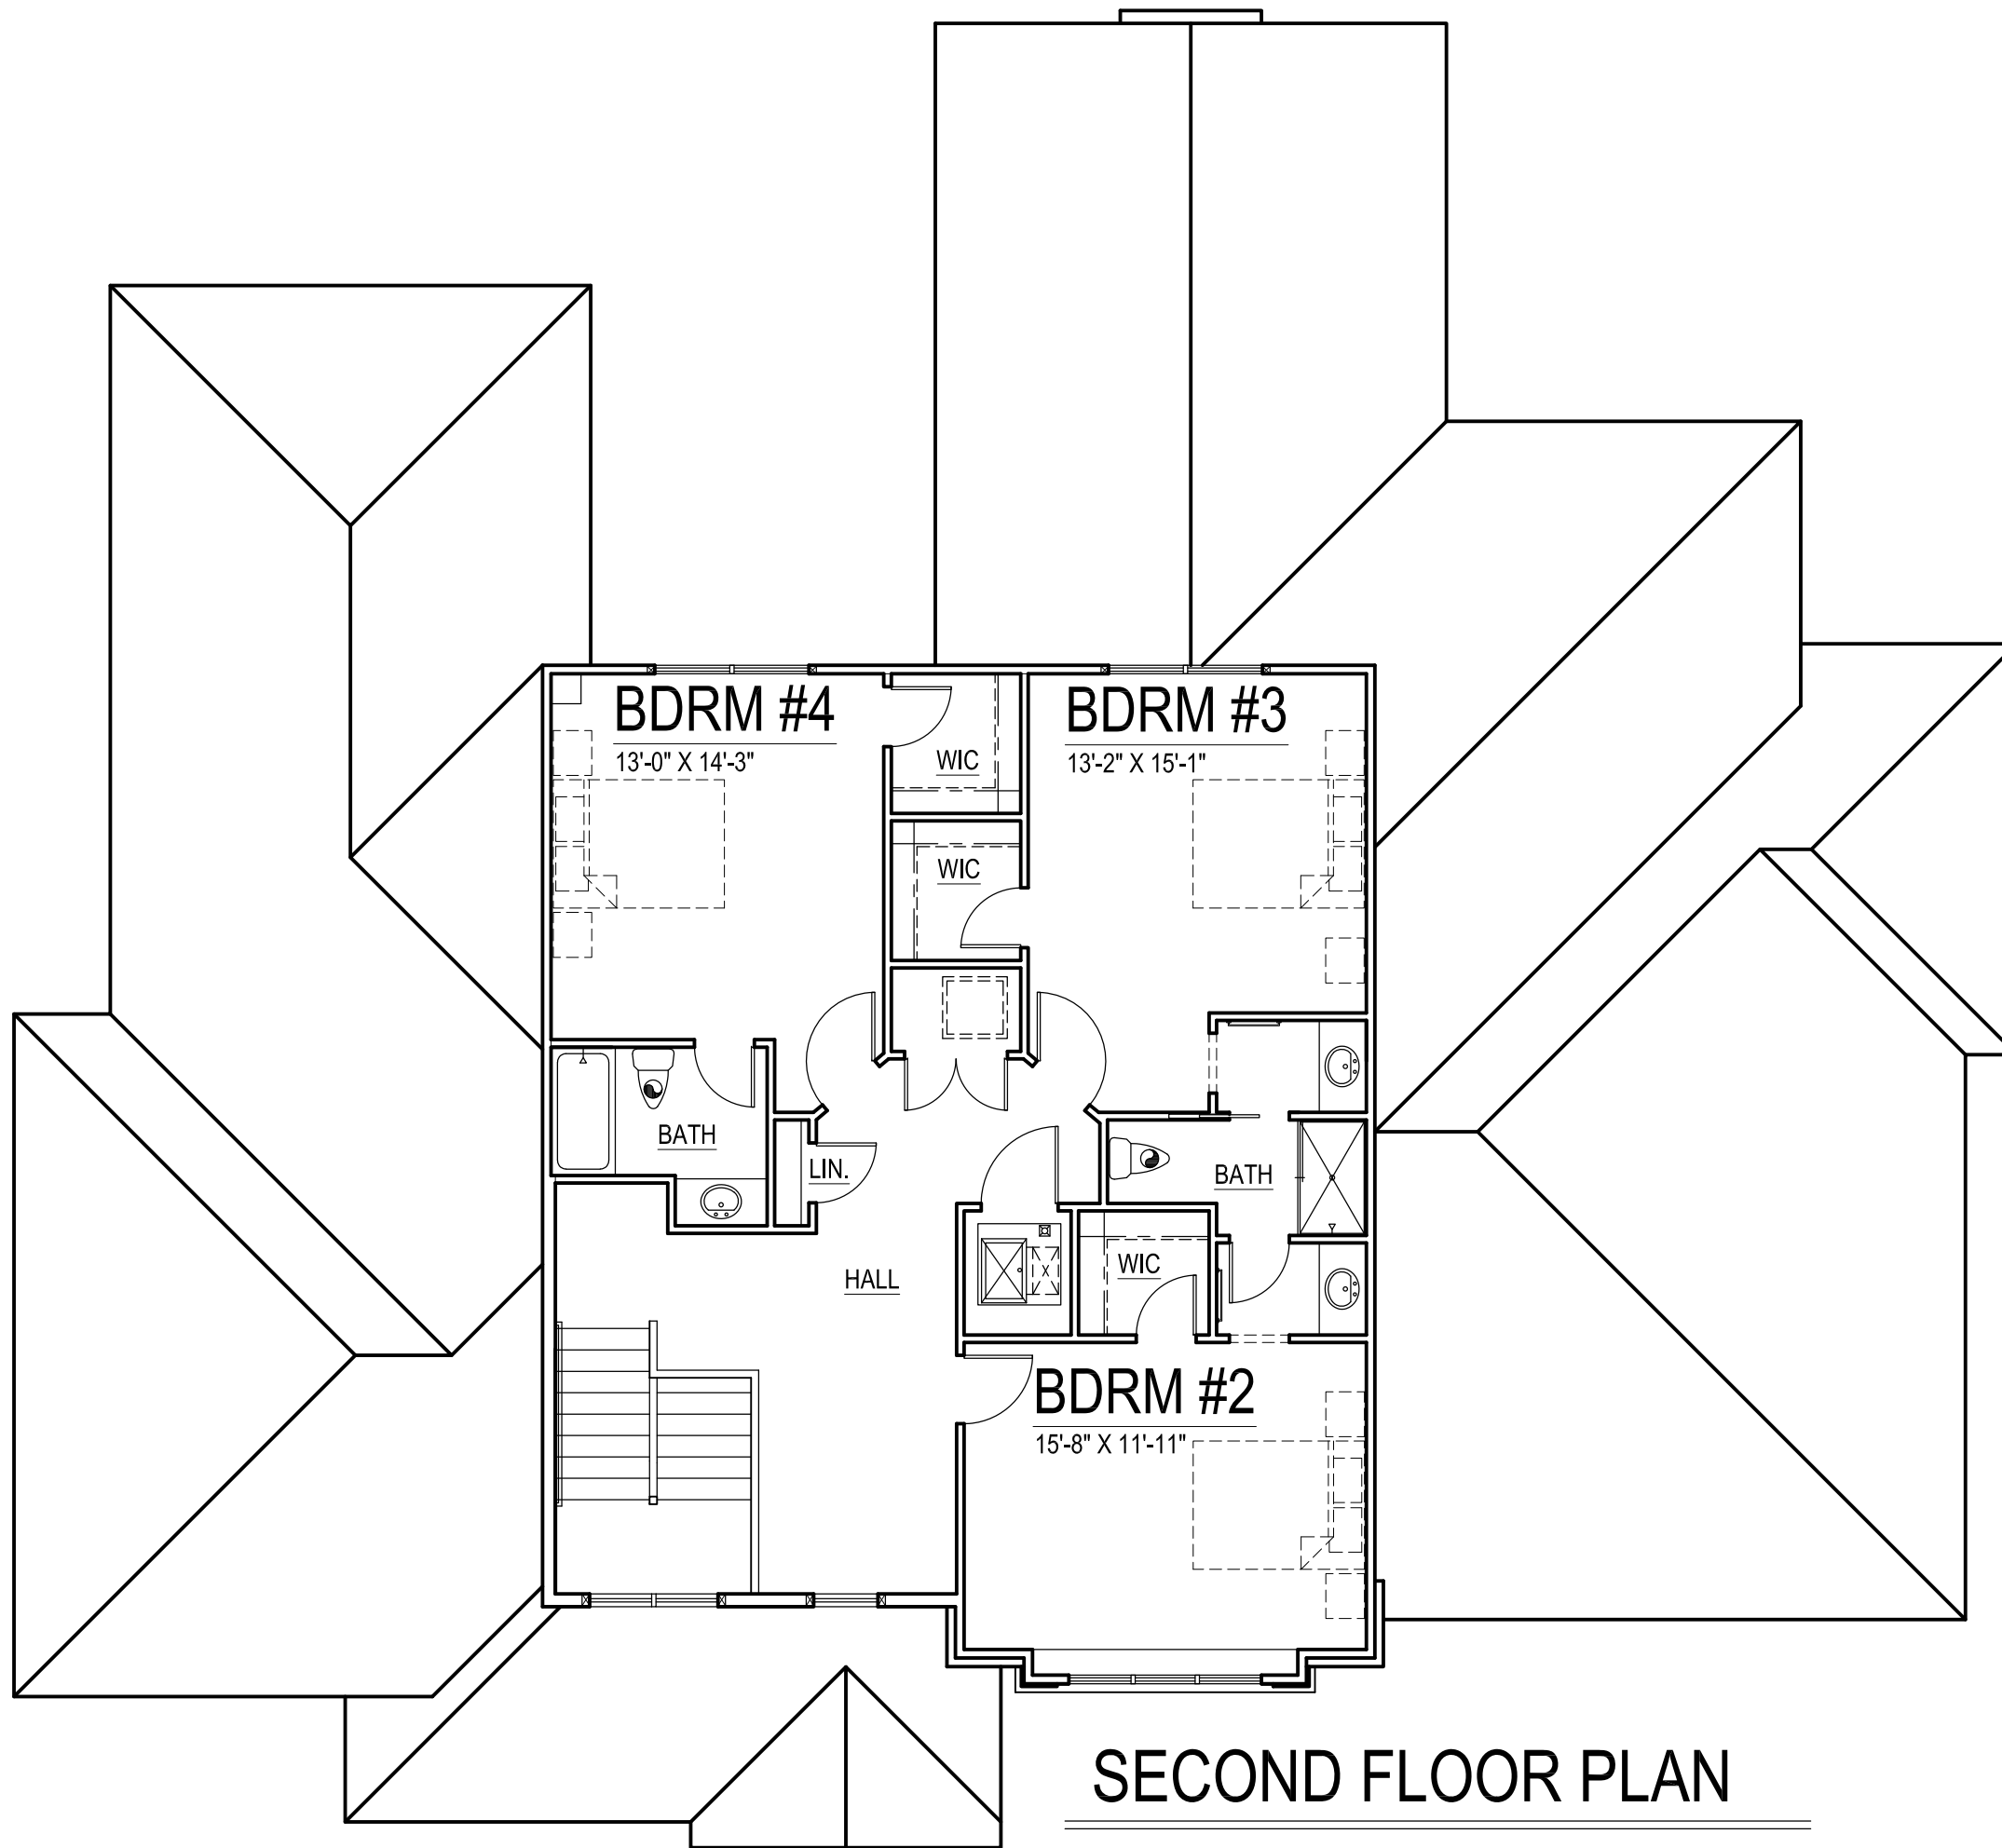 BDRM #4
13'-0" X 14'-3"
WIC
BDRM #3
13'-2" X 15'-1"
WIC
BATH
LIN.
BATH
HALL
WIC
BDRM #2
15'-8" X 11'-11"
SECOND FLOOR PLAN